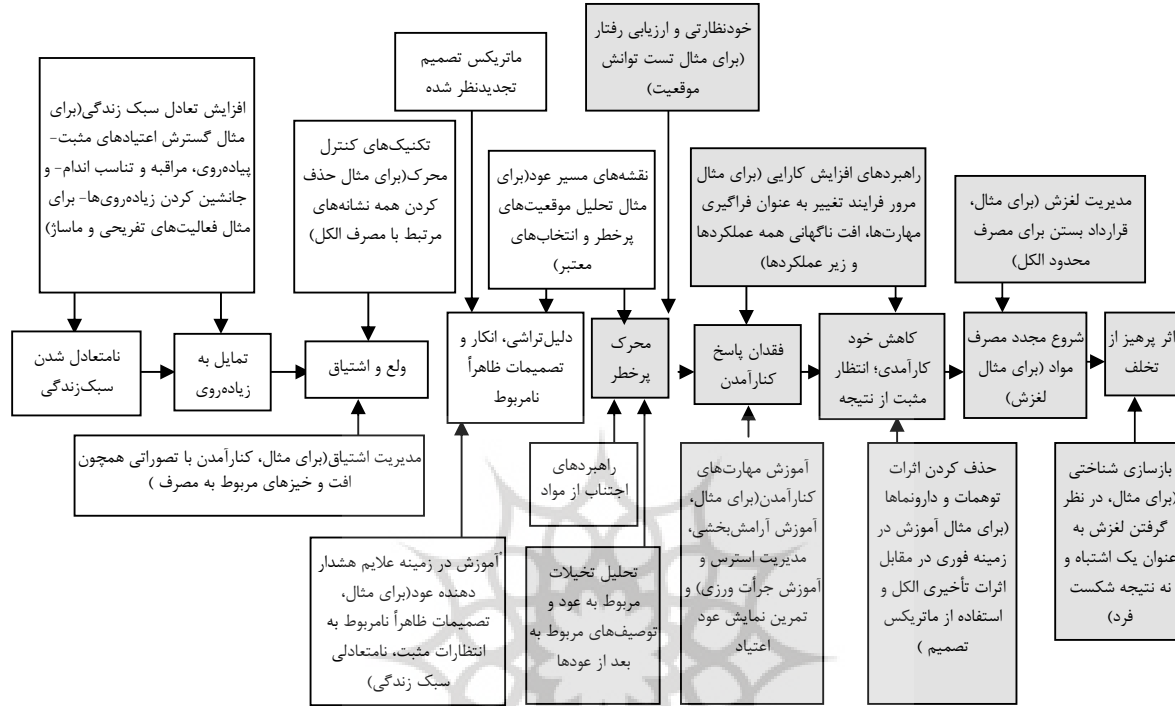 خودنظارتی و ارزیابی رفتار
(برای مثال تست توانش
موقعیت)
ماتریکس تصمیم
تجدیدنظر شده
افزایش تعادل سبک زندگی(برای
مثال گسترش اعتیادهای مثبت-
پیاده‌روی، مراقبه و تناسب اندام- و
جانشین کردن زیاده‌روی‌ها- برای
مثال فعالیت‌های تفریحی و ماساژ)
تکنیک‌های کنترل
محرک(برای مثال حذف
کردن همه نشانه‌های
مرتبط با مصرف الکل)
نقشه‌های مسیر عود(برای
مثال تحلیل موقعیت‌های
پرخطر و انتخاب‌های
معتبر)
راهبردهای افزایش کارایی (برای مثال
مرور فرایند تغییر به عنوان فراگیری
مهارت‌ها، افت ناگهانی همه عملکردها
و زیر عملکردها)
مدیریت لغزش (برای مثال،
قرارداد بستن برای مصرف
محدود الکل)
نامتعادل شدن
سبک‌زندگی
تمایل به
زیاده‌روی
ولع و اشتیاق
دلیل‌تراشی، انکار و
تصمیمات ظاهراً
نامربوط
محرک
پرخطر
فقدان پاسخ
کنارآمدن
کاهش خود
کارآمدی؛ انتظار
مثبت از نتیجه
شروع مجدد مصرف
مواد (برای مثال
لغزش)
اثر پرهیز از
تخلف
مدیریت اشتیاق(برای مثال، کنارآمدن با تصوراتی همچون
افت و خیزهای مربوط به مصرف )
آموزش در زمینه علایم هشدار
دهنده عود(برای مثال،
تصمیمات ظاهراً نامربوط به
انتظارات مثبت، نامتعادلی
سبک زندگی)
راهبردهای
اجتناب از مواد
تحلیل تخیلات
مربوط به عود و
توصیف‌های مربوط به
بعد از عودها
آموزش مهارت‌های
کنارآمدن(برای مثال،
آموزش آرامش‌بخشی،
مدیریت استرس و
آموزش جرأت ورزی) و
تمرین نمایش عود
اعتیاد
حذف کردن اثرات
توهمات و دارونماها
(برای مثال آموزش در
زمینه فوری در مقابل
اثرات تأخیری الکل و
استفاده از ماتریکس
تصمیم )
بازسازی شناختی
(برای مثال، در نظر
گرفتن لغزش به
عنوان یک اشتباه و
نه نتیجه شکست
فرد)